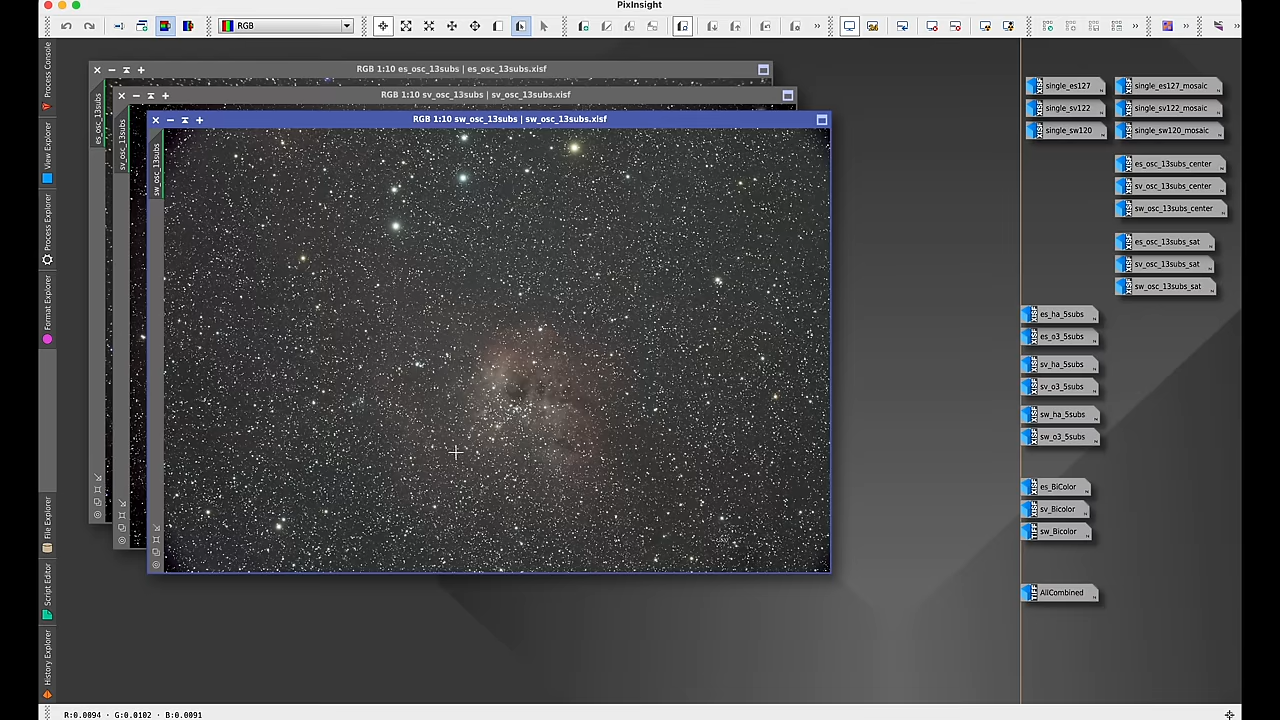 PixInsight
RGB
Process Console
View Explorer
Process Explorer
Format Explorer
File Explorer
Script Editor
History Explorer
RGB 1:10 es_osc_13subs | es_osc_13subs.xisf
es_osc_13subs
RGB 1:10 sv_osc_13subs | sv_osc_13subs.xisf
sv_osc_13subs
RGB 1:10 sw_osc_13subs | sw_osc_13subs.xisf
sw_osc_13subs
single_es127
single_es127_mosaic
single_sv122
single_sv122_mosaic
single_sw120
single_sw120_mosaic
es_osc_13subs_center
sv_osc_13subs_center
sw_osc_13subs_center
es_osc_13subs_sat
sv_osc_13subs_sat
sw_osc_13subs_sat
es_ha_5subs
es_o3_5subs
sv_ha_5subs
sv_o3_5subs
sw_ha_5subs
sw_o3_5subs
es_BiColor
sv_Bicolor
sw_Bicolor
AllCombined
R:0.0094 · G:0.0102 · B:0.0091